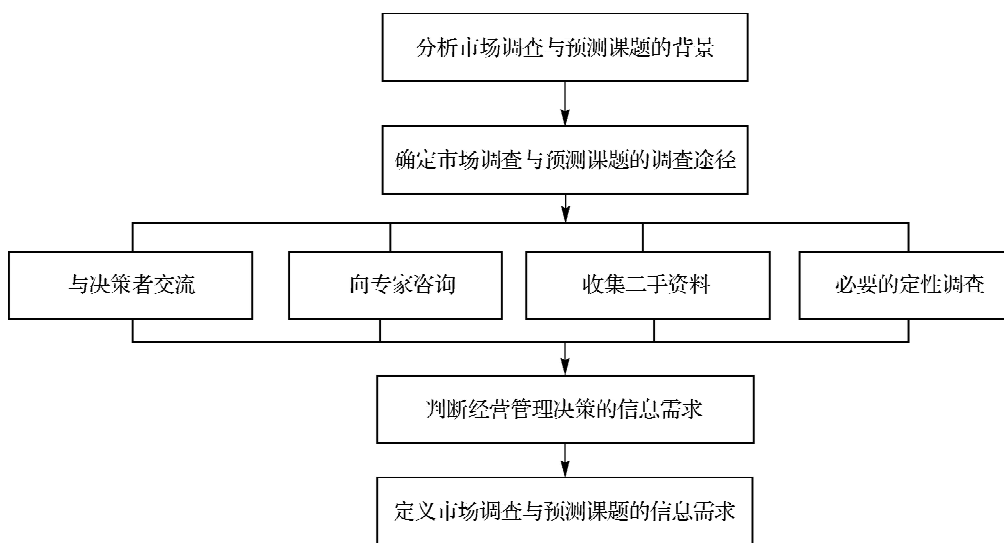 分析市场调查与预测课题的背景
确定市场调查与预测课题的调查途径
与决策者交流
向专家咨询
收集二手资料
必要的定性调查
判断经营管理决策的信息需求
定义市场调查与预测课题的信息需求